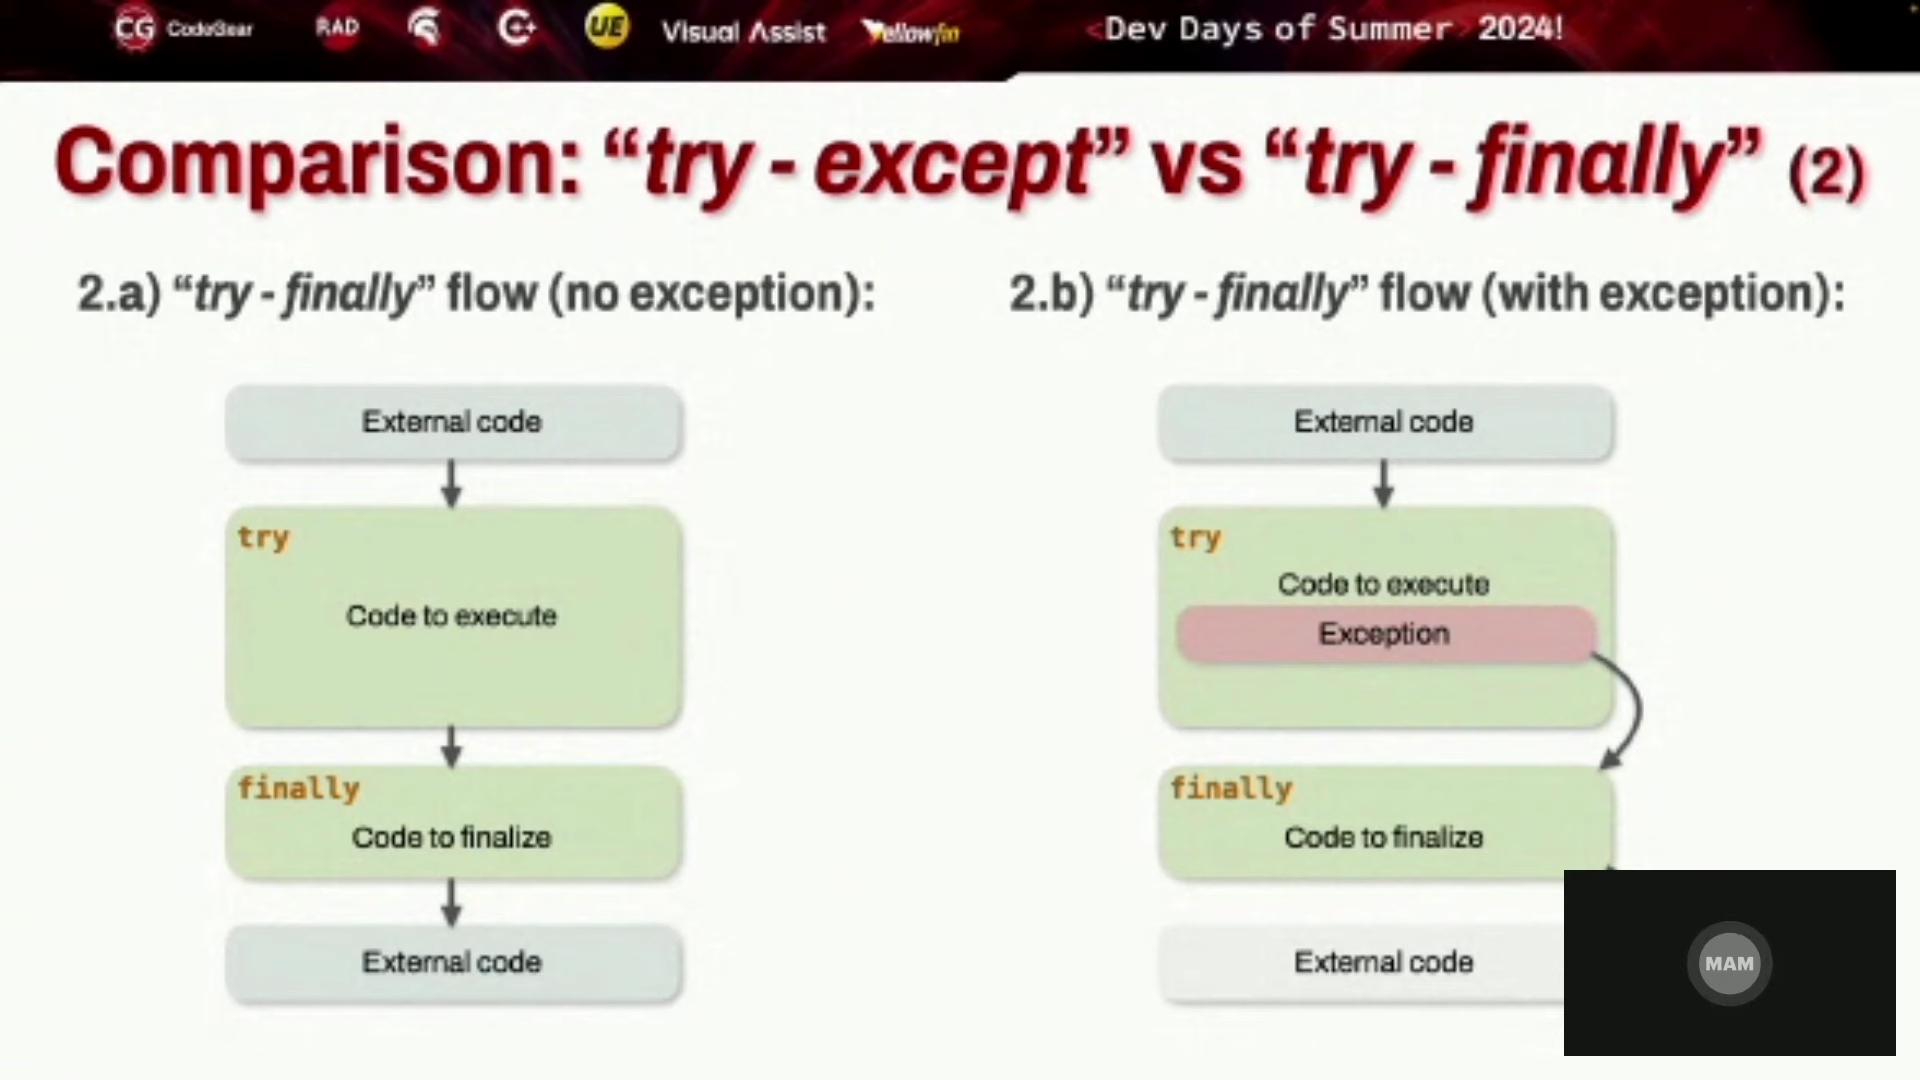 CG CodeGear RAD C++ UE Visual Assist Yellowfin <Dev Days of Summer> 2024!
Comparison: “try - except” vs “try - finally” (2)
2.a) “try - finally” flow (no exception):
External code
try
Code to execute
finally
Code to finalize
External code
2.b) “try - finally” flow (with exception):
External code
try
Code to execute
Exception
finally
Code to finalize
External code
MAM